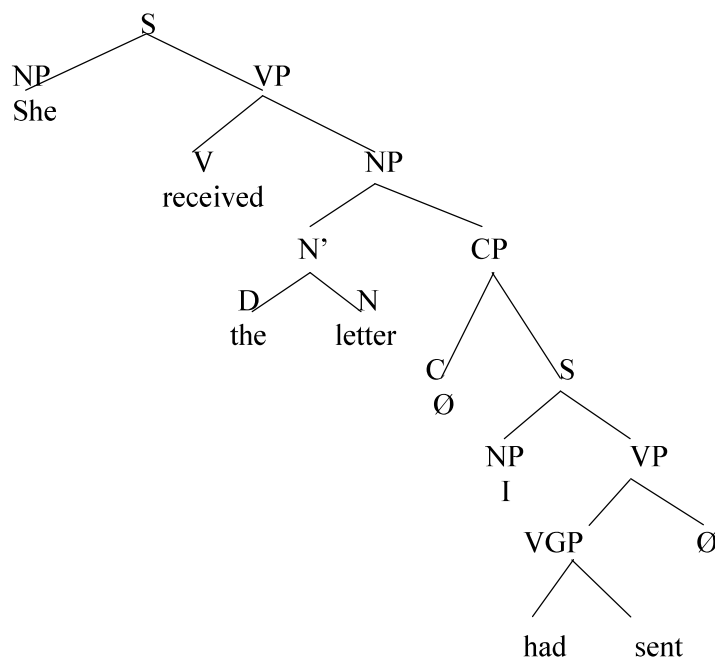 S
NP VP
She
V NP
received
N’ CP
D N
the letter
C S
Ø
NP VP
I
VGP Ø
had sent